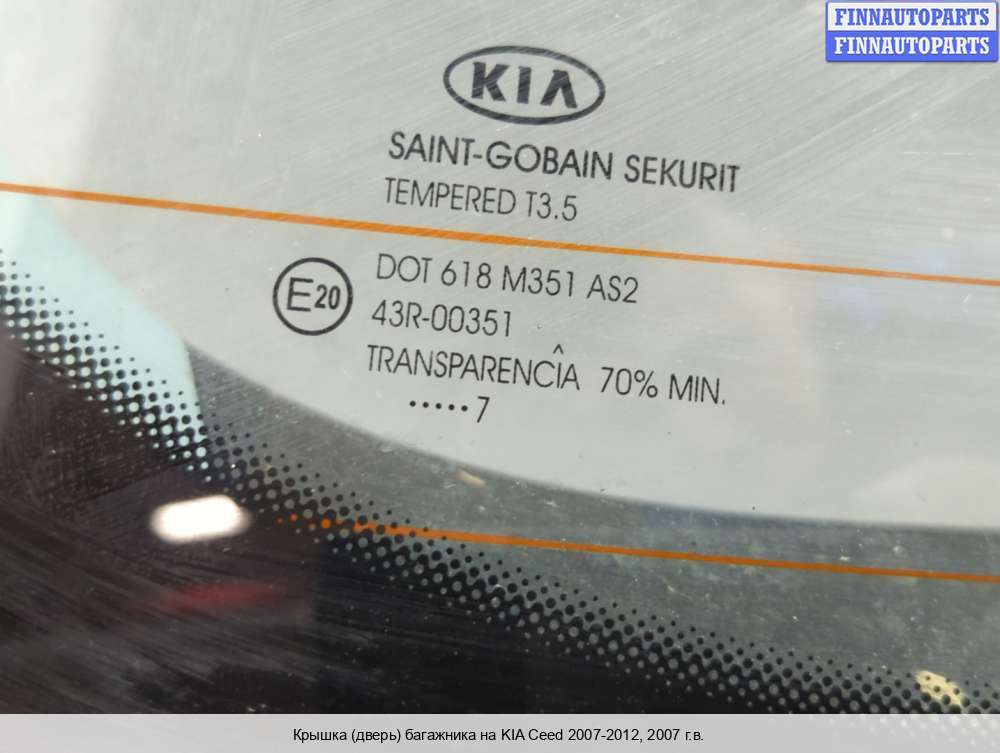 FINNAUTOPARTS
FINNAUTOPARTS
KIA
SAINT-GOBAIN SEKURIT
TEMPERED T3.5
DOT 618 M351 AS2
E20
43R-00351
TRANSPARENCÎA 70% MIN.
•••••7
Крышка (дверь) багажника на KIA Ceed 2007-2012, 2007 г.в.